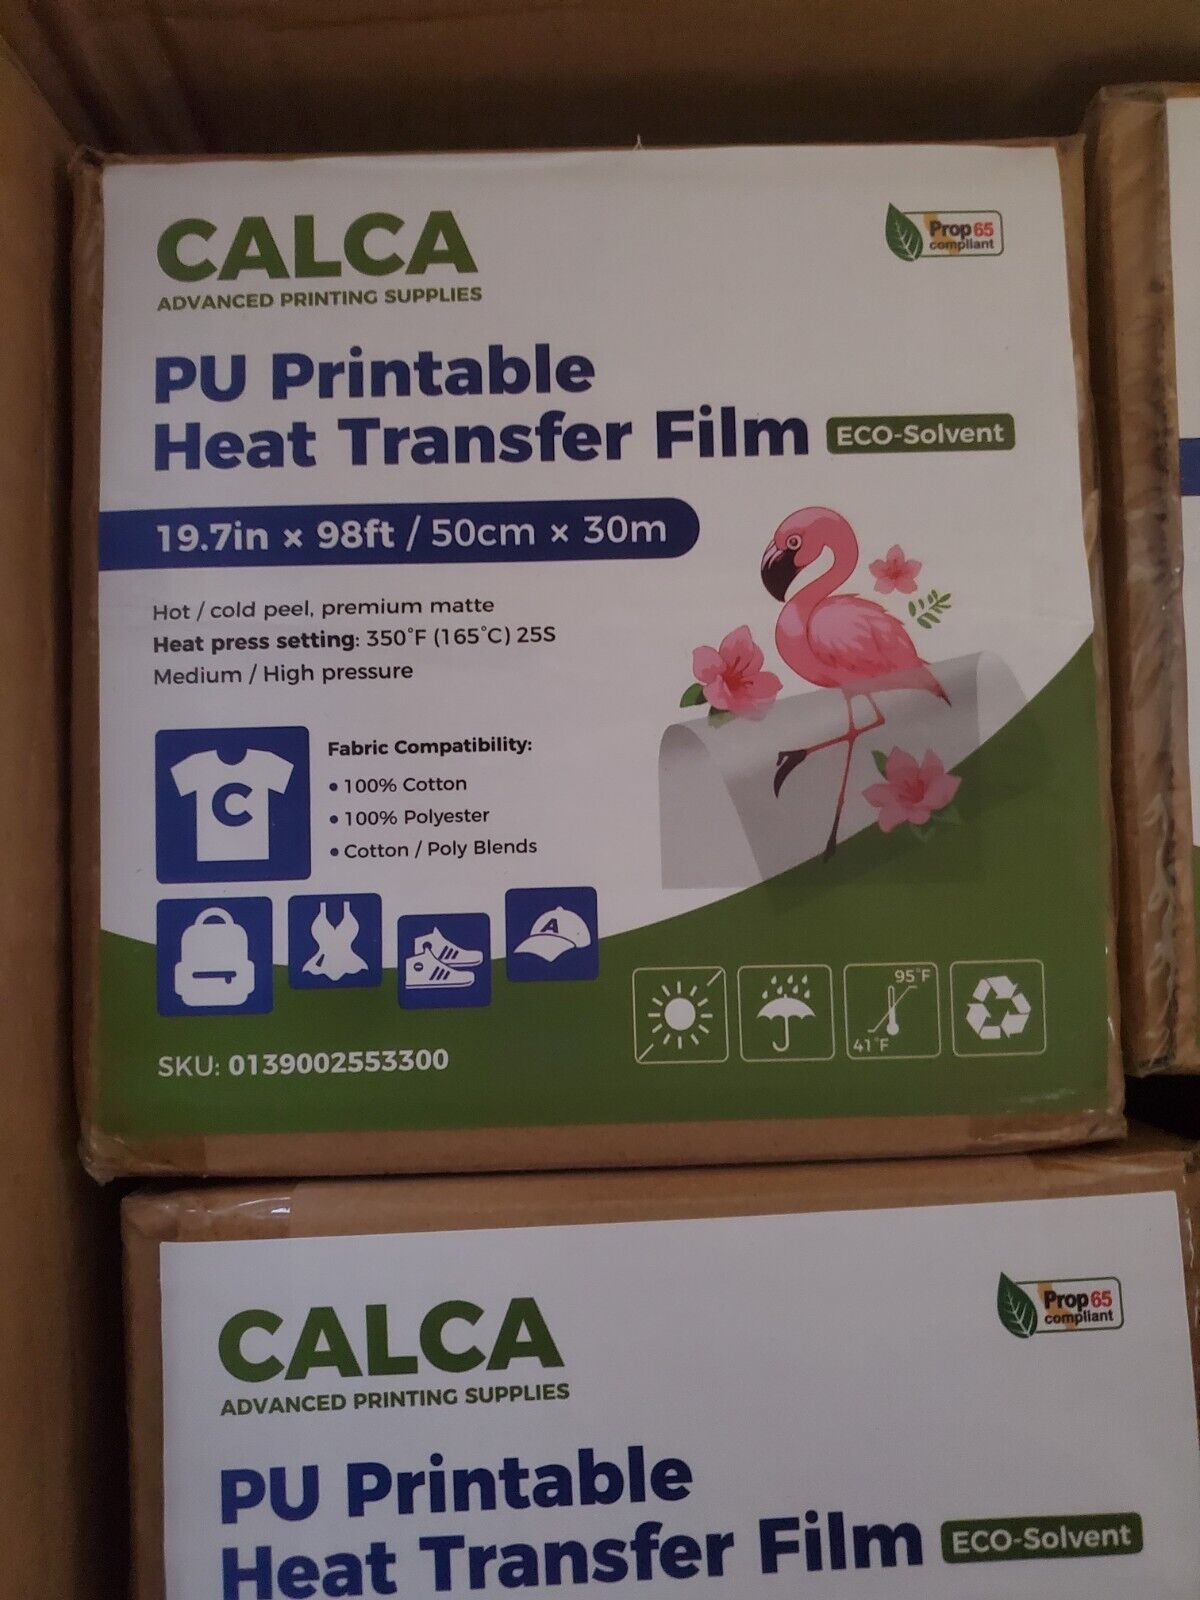 CALCA
ADVANCED PRINTING SUPPLIES
Prop 65
compliant
PU Printable
Heat Transfer Film ECO-Solvent
19.7in × 98ft / 50cm × 30m
Hot / cold peel, premium matte
Heat press setting: 350°F (165°C) 25S
Medium / High pressure
C
Fabric Compatibility:
• 100% Cotton
• 100% Polyester
• Cotton / Poly Blends
A
95°F
41°F
SKU: 0139002553300
CALCA
ADVANCED PRINTING SUPPLIES
Prop 65
compliant
PU Printable
Heat Transfer Film ECO-Solvent